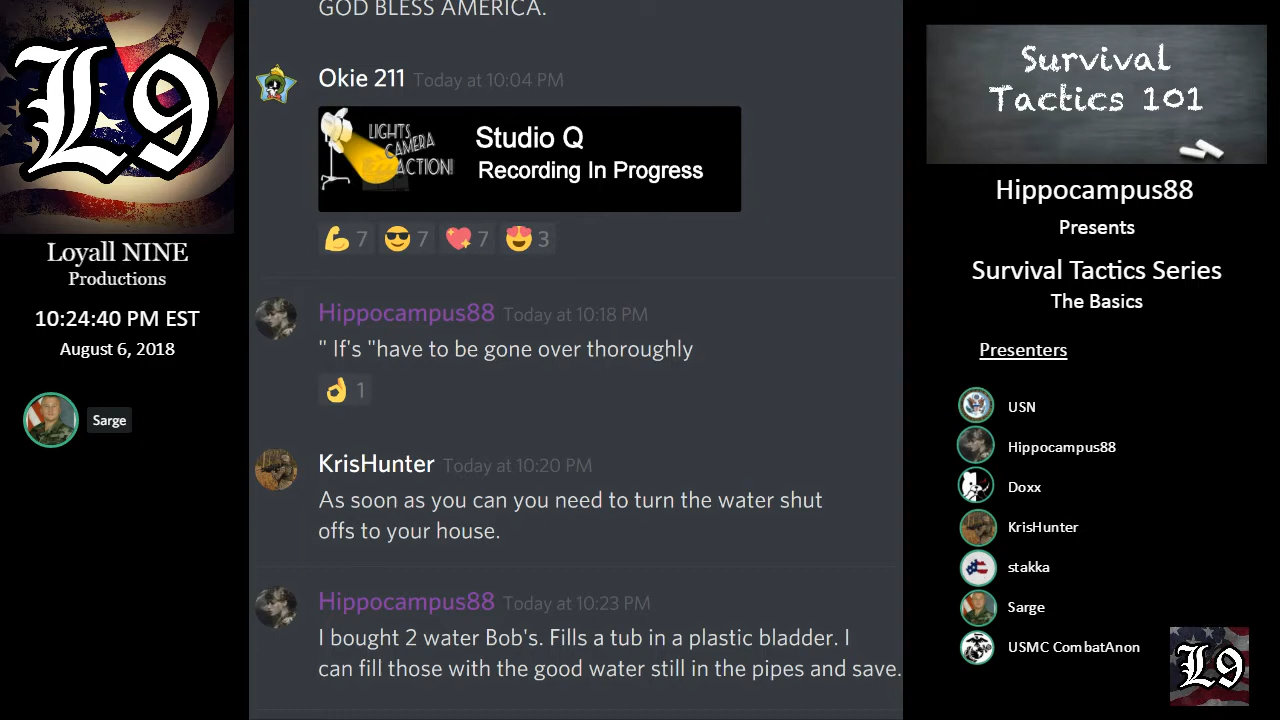 L9
Loyall NINE
Productions
10:24:40 PM EST
August 6, 2018
Sarge
GOD BLESS AMERICA.
Okie 211 Today at 10:04 PM
LIGHTS
CAMERA
ACTION!
Studio Q
Recording In Progress
7 7 7 3
Hippocampus88 Today at 10:18 PM
" If's "have to be gone over thoroughly
1
KrisHunter Today at 10:20 PM
As soon as you can you need to turn the water shut
offs to your house.
Hippocampus88 Today at 10:23 PM
I bought 2 water Bob's. Fills a tub in a plastic bladder. I
can fill those with the good water still in the pipes and save.
Survival
Tactics 101
Hippocampus88
Presents
Survival Tactics Series
The Basics
Presenters
USN
Hippocampus88
Doxx
KrisHunter
stakka
Sarge
USMC CombatAnon
L9